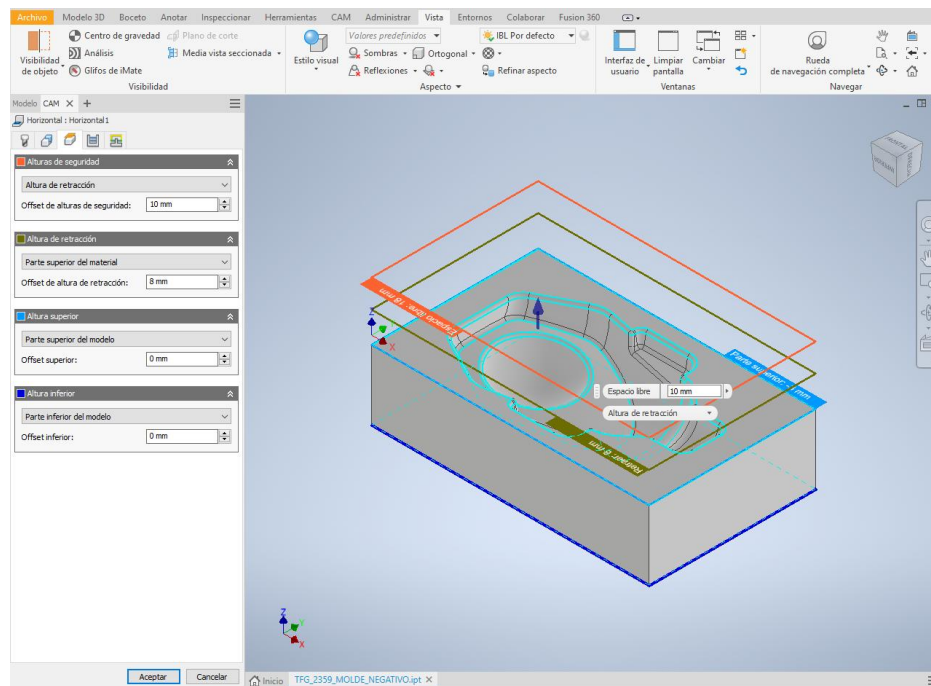 Archivo Modelo 3D Boceto Anotar Inspeccionar Herramientas CAM Administrar Vista Entornos Colaborar Fusion 360
Visibilidad de objeto
Centro de gravedad Plano de corte
Análisis Media vista seccionada
Glifos de iMate
Visibilidad
Estilo visual
Valores predefinidos IBL Por defecto
Sombras Ortogonal
Reflexiones Refinar aspecto
Aspecto
Interfaz de usuario
Limpiar pantalla
Cambiar
Ventanas
Rueda de navegación completa
Navegar
Modelo CAM × +
Horizontal : Horizontal1
Alturas de seguridad
Altura de retracción
Offset de alturas de seguridad: 10 mm
Altura de retracción
Parte superior del material
Offset de altura de retracción: 8 mm
Altura superior
Parte superior del modelo
Offset superior: 0 mm
Altura inferior
Parte inferior del modelo
Offset inferior: 0 mm
Espacio libre: 18 mm
Z
X
Espacio libre 10 mm
Altura de retracción
Z
Y
X
Aceptar Cancelar
Inicio TFG_2359_MOLDE_NEGATIVO.ipt ×